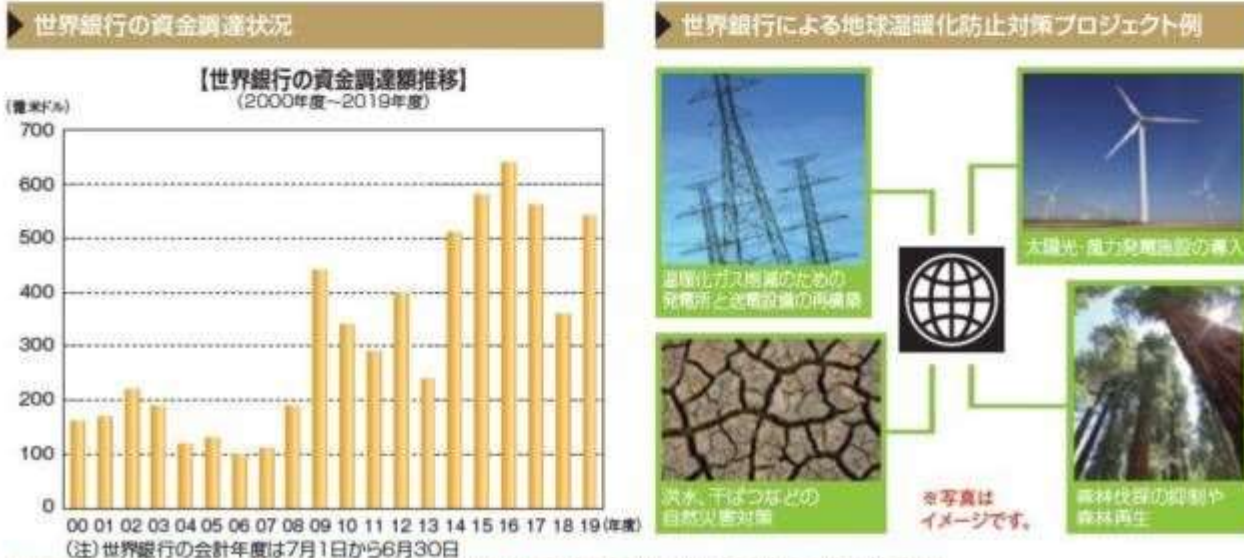 世界銀行の資金調達状況
【世界銀行の資金調達額推移】
(2000年度~2019年度)
(億米ドル)
700
600
500
400
300
200
100
0
00 01 02 03 04 05 06 07 08 09 10 11 12 13 14 15 16 17 18 19 (年度)
(注)世界銀行の会計年度は7月1日から6月30日
世界銀行による地球温暖化防止対策プロジェクト例
温暖化ガス削減のための
発電所と送電設備の再構築
太陽光・風力発電施設の導入
洪水、干ばつなどの
自然災害対策
※写真は
イメージです。
森林伐採の抑制や
森林再生